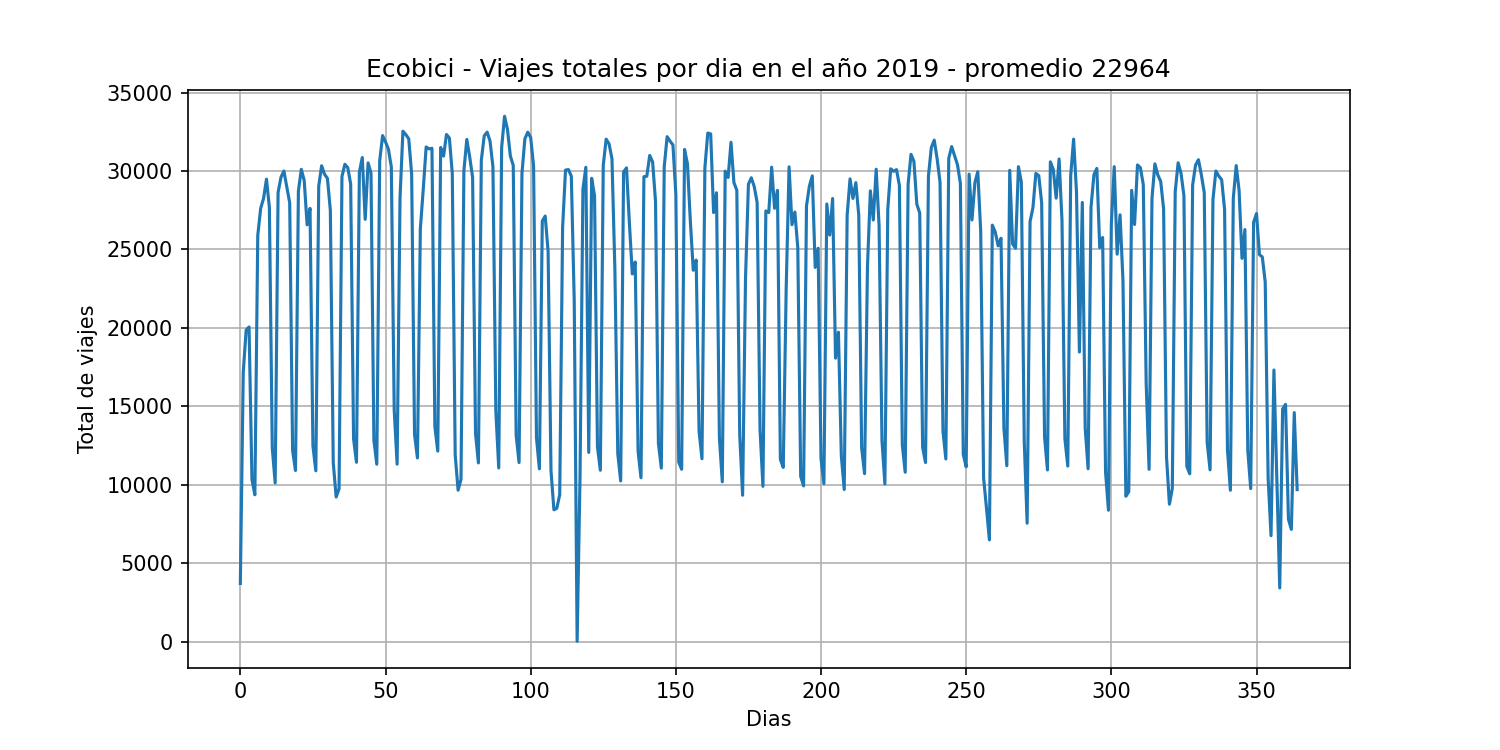 Ecobici - Viajes totales por dia en el año 2019 - promedio 22964
35000
30000
25000
20000
15000
10000
5000
0
Total de viajes
0 50 100 150 200 250 300 350
Dias